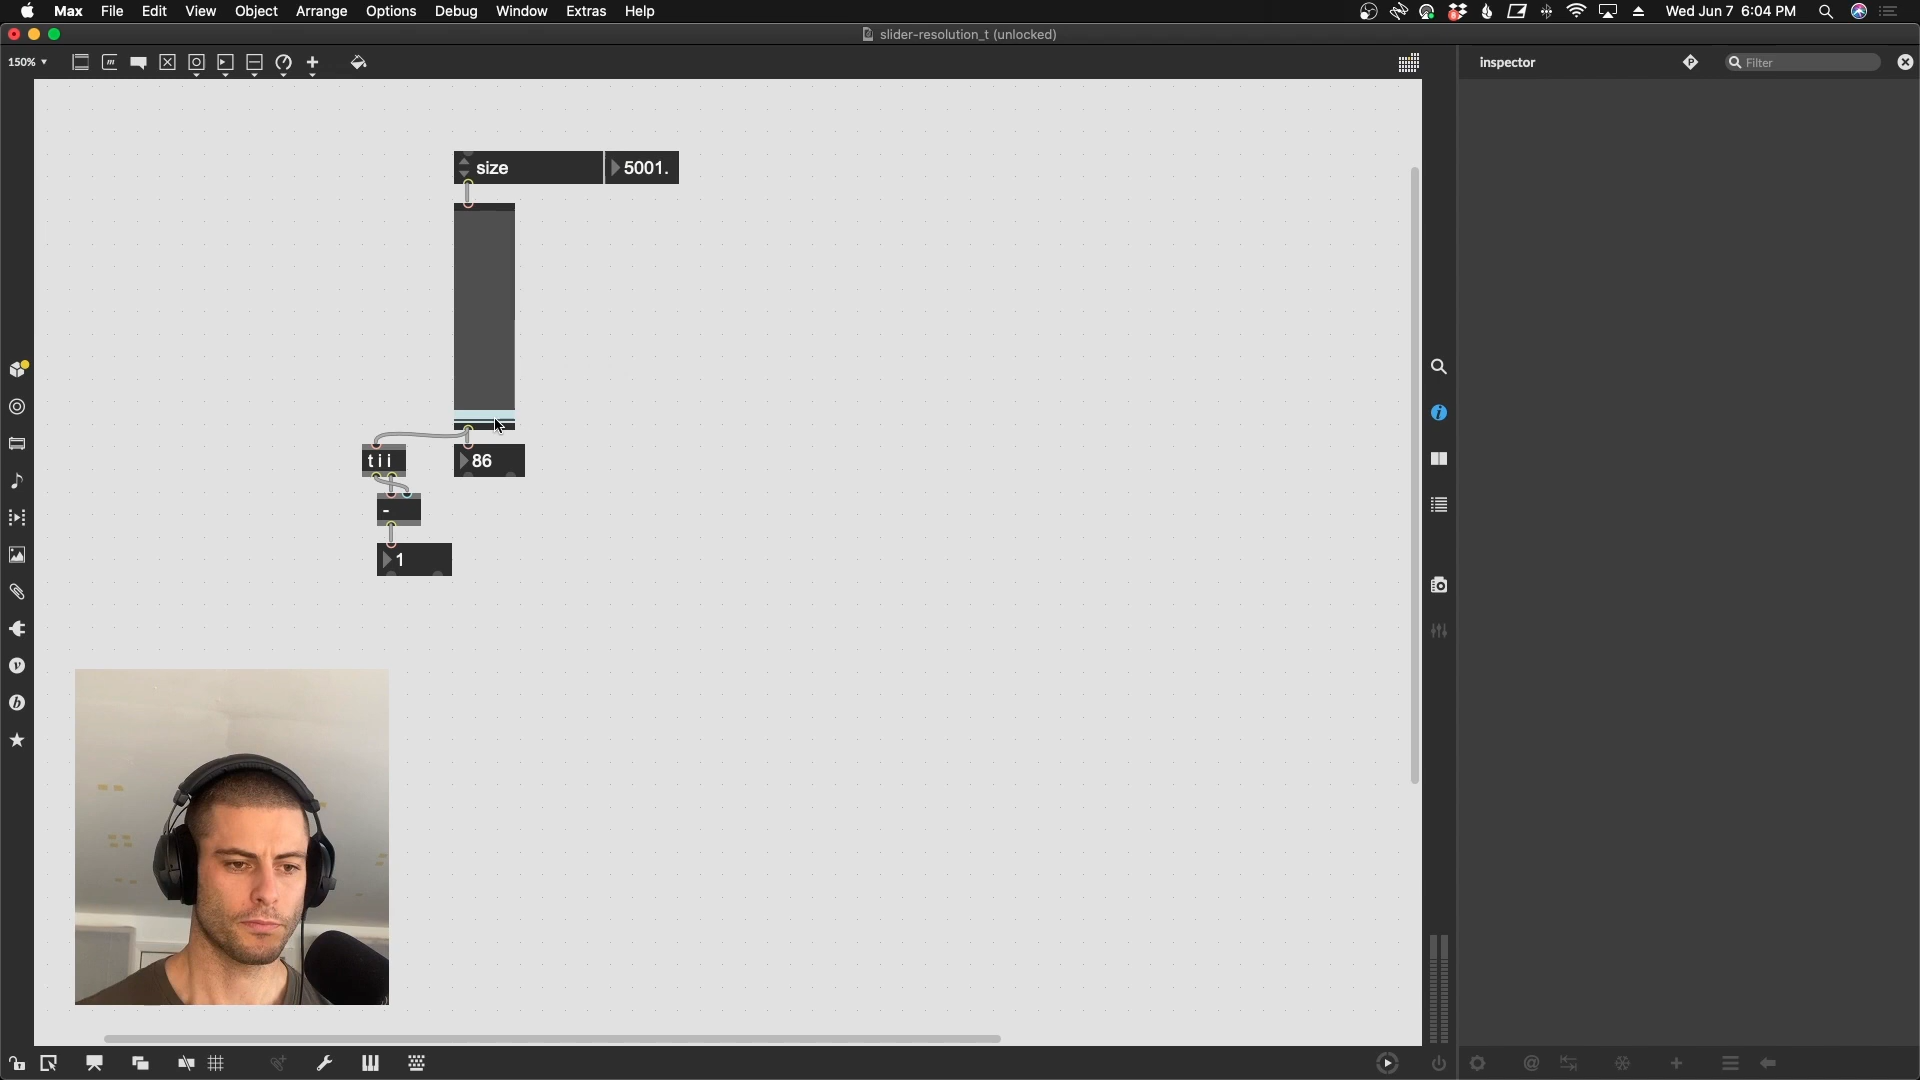 Max File Edit View Object Arrange Options Debug Window Extras Help
Wed Jun 7 6:04 PM
slider-resolution_t (unlocked)
150%
inspector
Filter
size
5001.
t i i
86
-
1